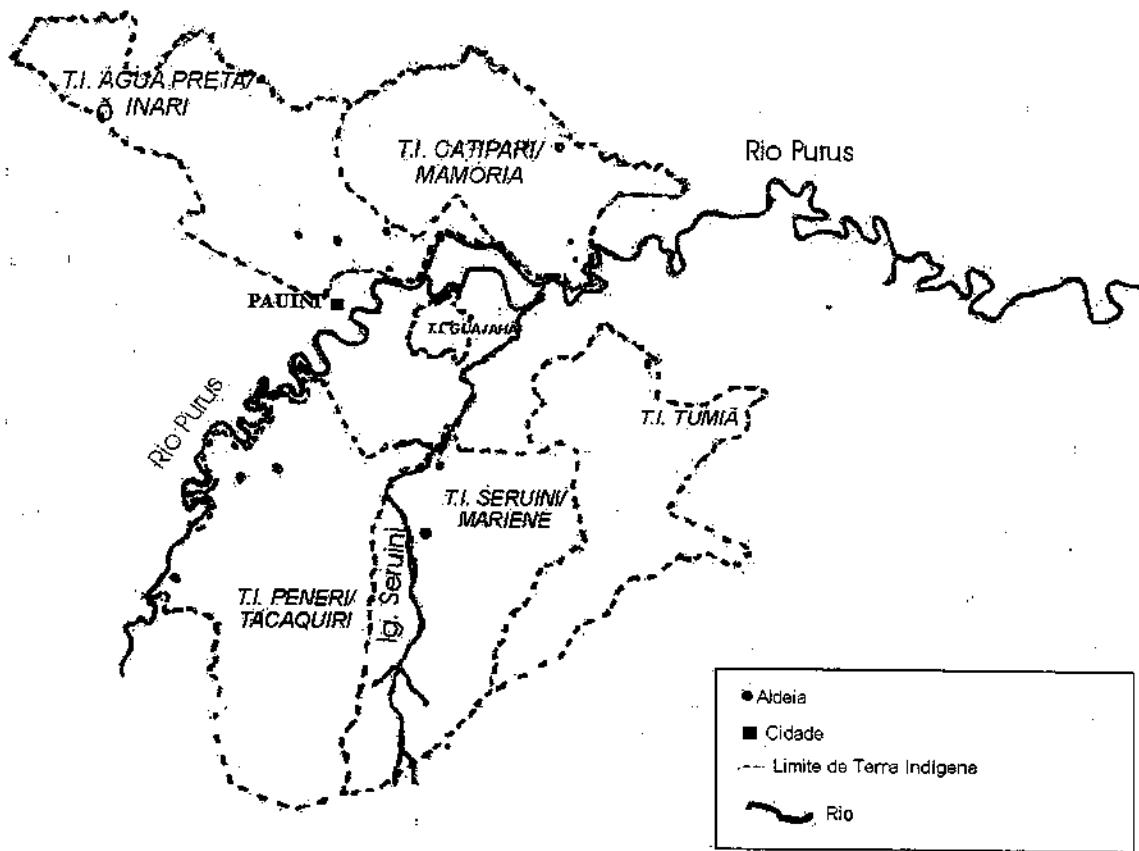 T.I. ÁGUA PRETA/
INARI
T.I. CATIPARI/
MAMORIA
Rio Purus
PAUINI
T.I. GUAJAHÃ
Rio Purus
T.I. TUMIÃ
T.I. SERUINI/
MARIENE
Ig. Seruini
T.I. PENERI/
TACAQUIRI
Aldeia
Cidade
Limite de Terra Indígena
Rio